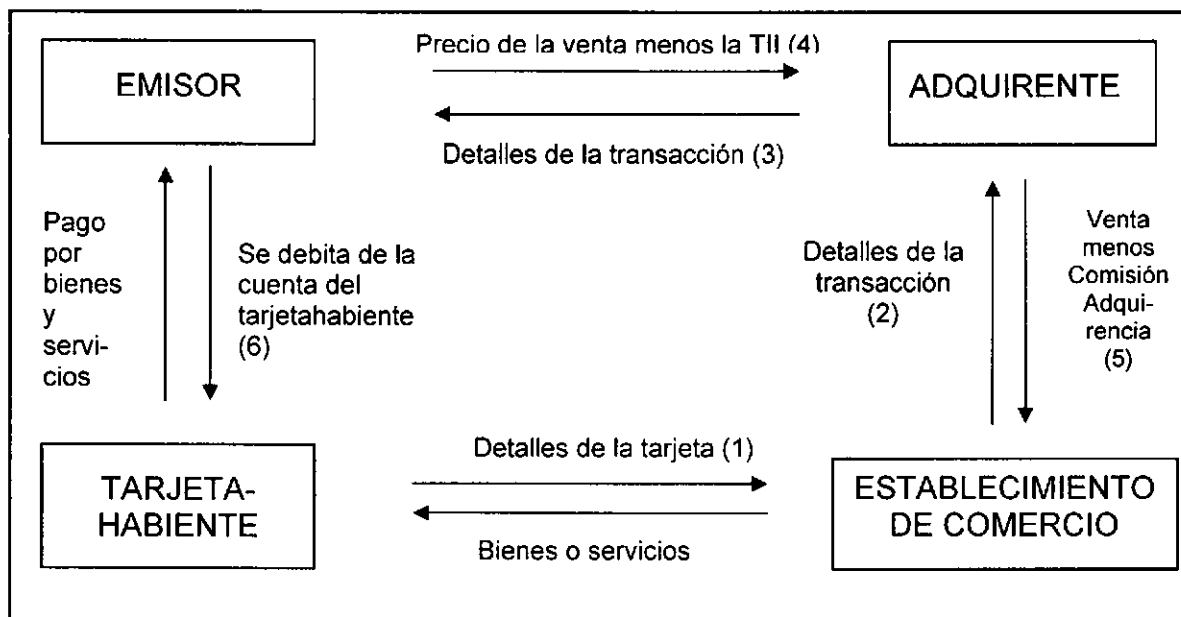 Precio de la venta menos la TII (4)
EMISOR
ADQUIRENTE
Detalles de la transacción (3)
Pago
por
bienes
y
servi-
cios
Se debita de la
cuenta del
tarjetahabiente
(6)
Detalles de la
transacción
(2)
Venta
menos
Comisión
Adqui-
rencia
(5)
Detalles de la tarjeta (1)
TARJETA-
HABIENTE
ESTABLECIMIENTO
DE COMERCIO
Bienes o servicios